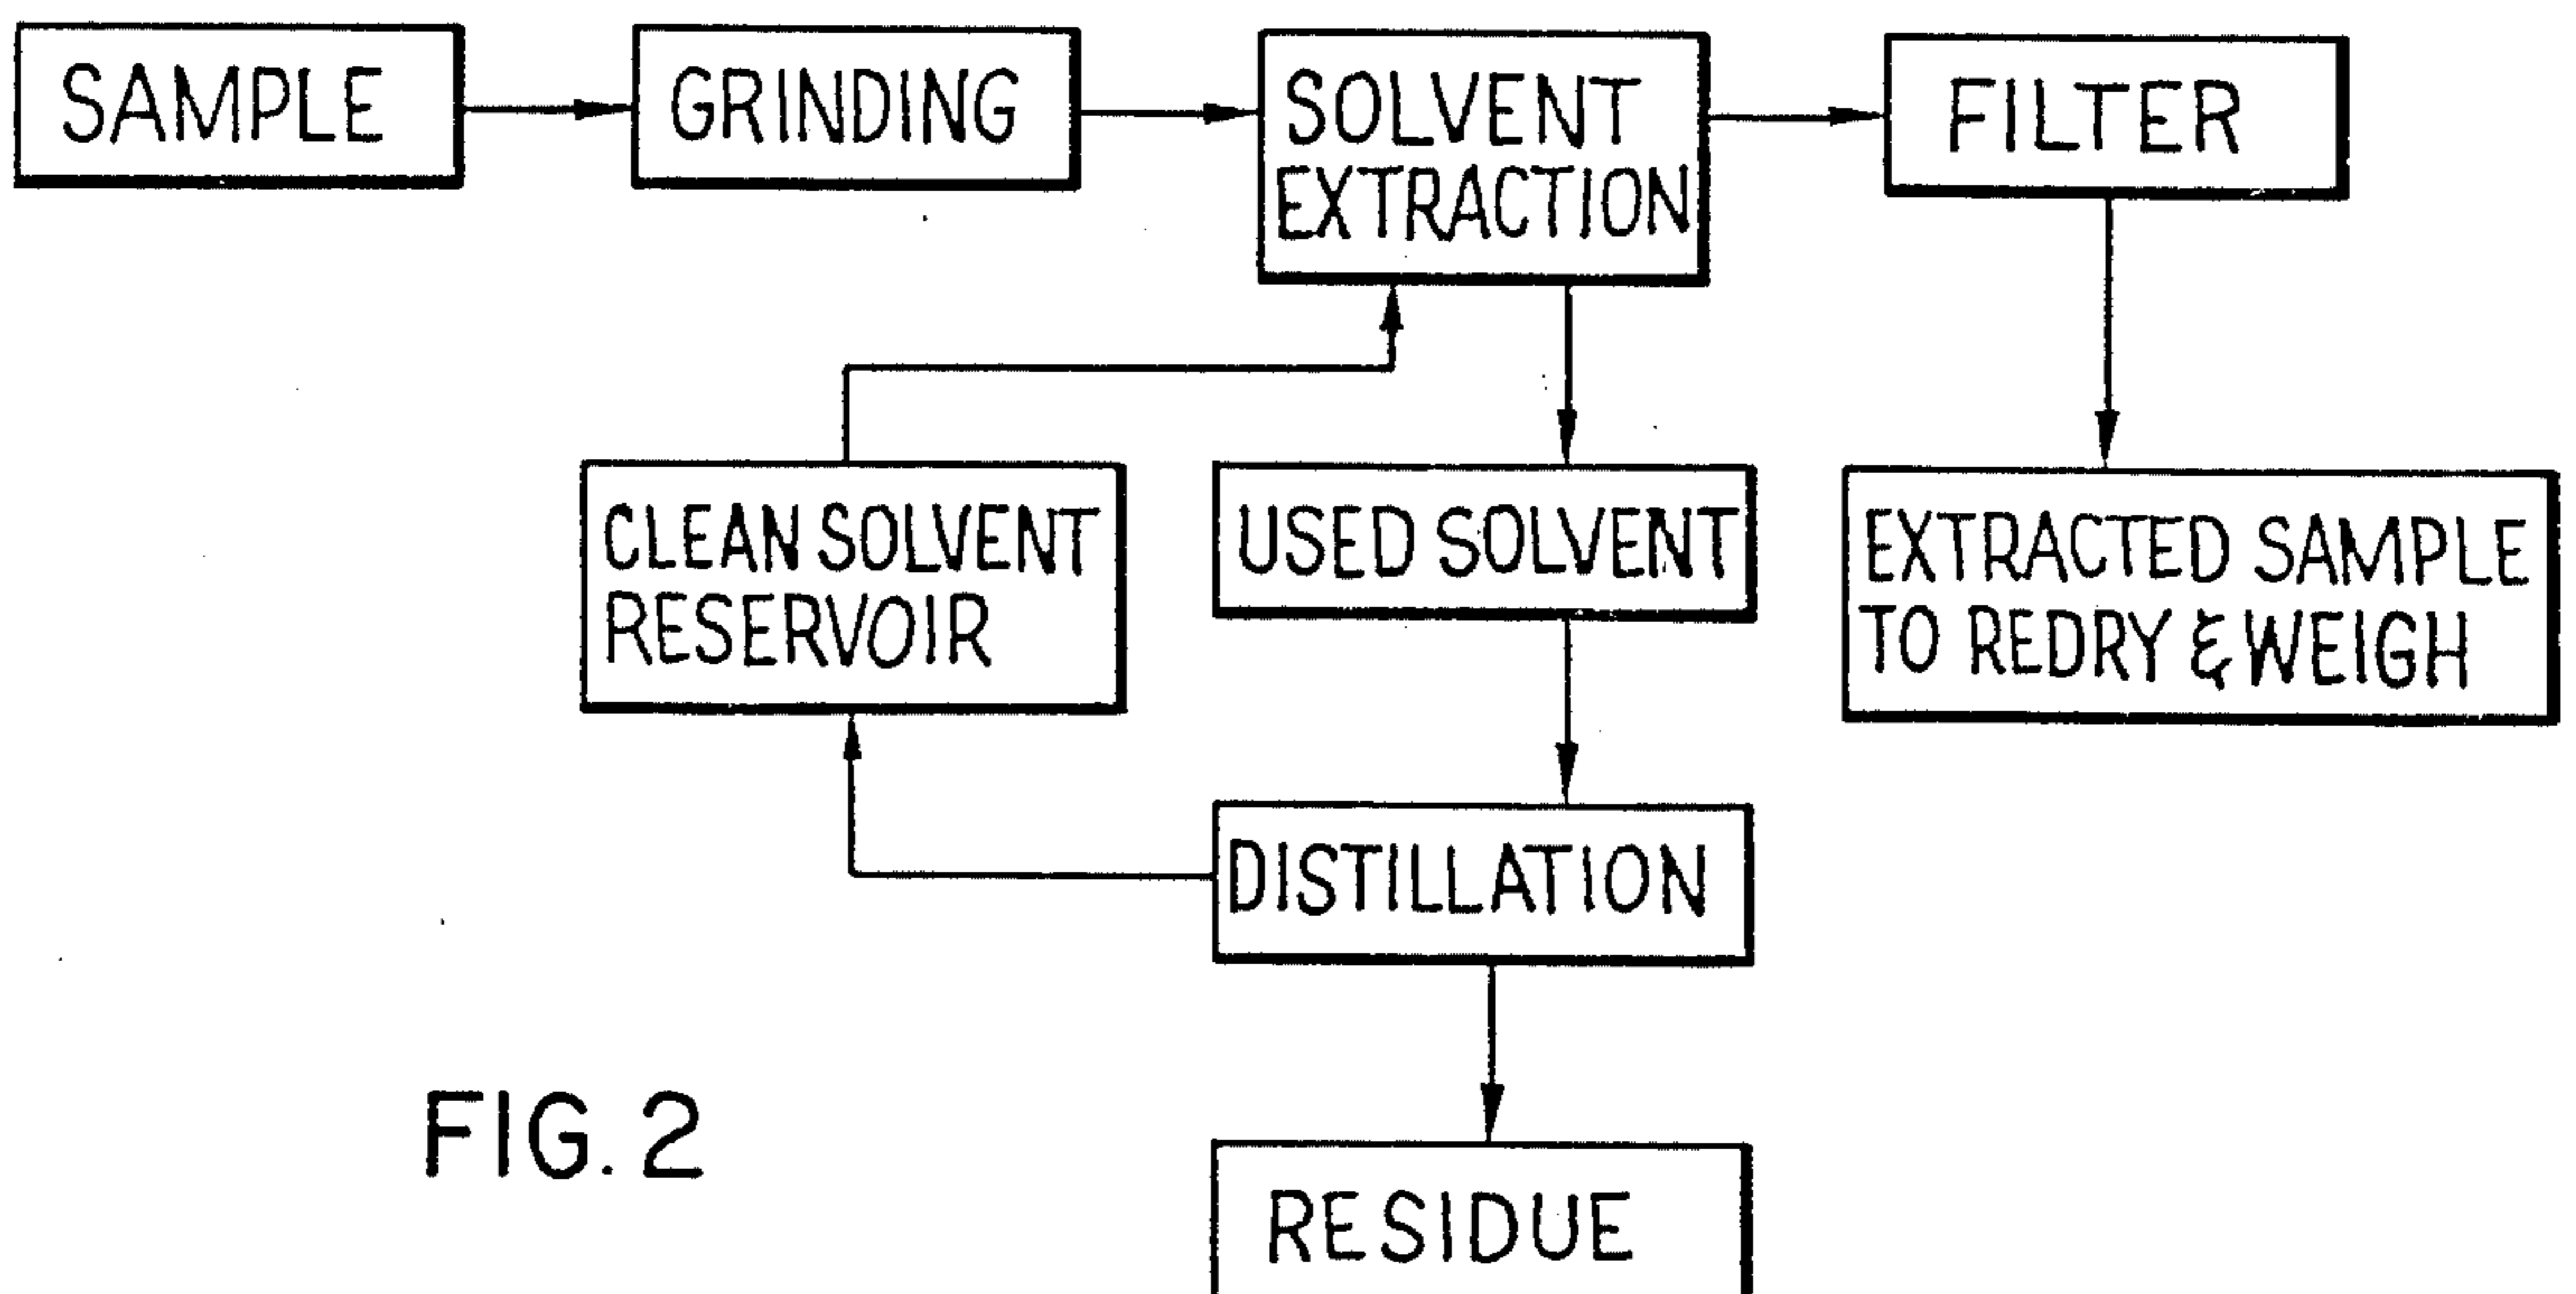 SAMPLE
GRINDING
SOLVENT
EXTRACTION
FILTER
CLEAN SOLVENT
RESERVOIR
USED SOLVENT
EXTRACTED SAMPLE
TO REDRY & WEIGH
DISTILLATION
RESIDUE
FIG. 2